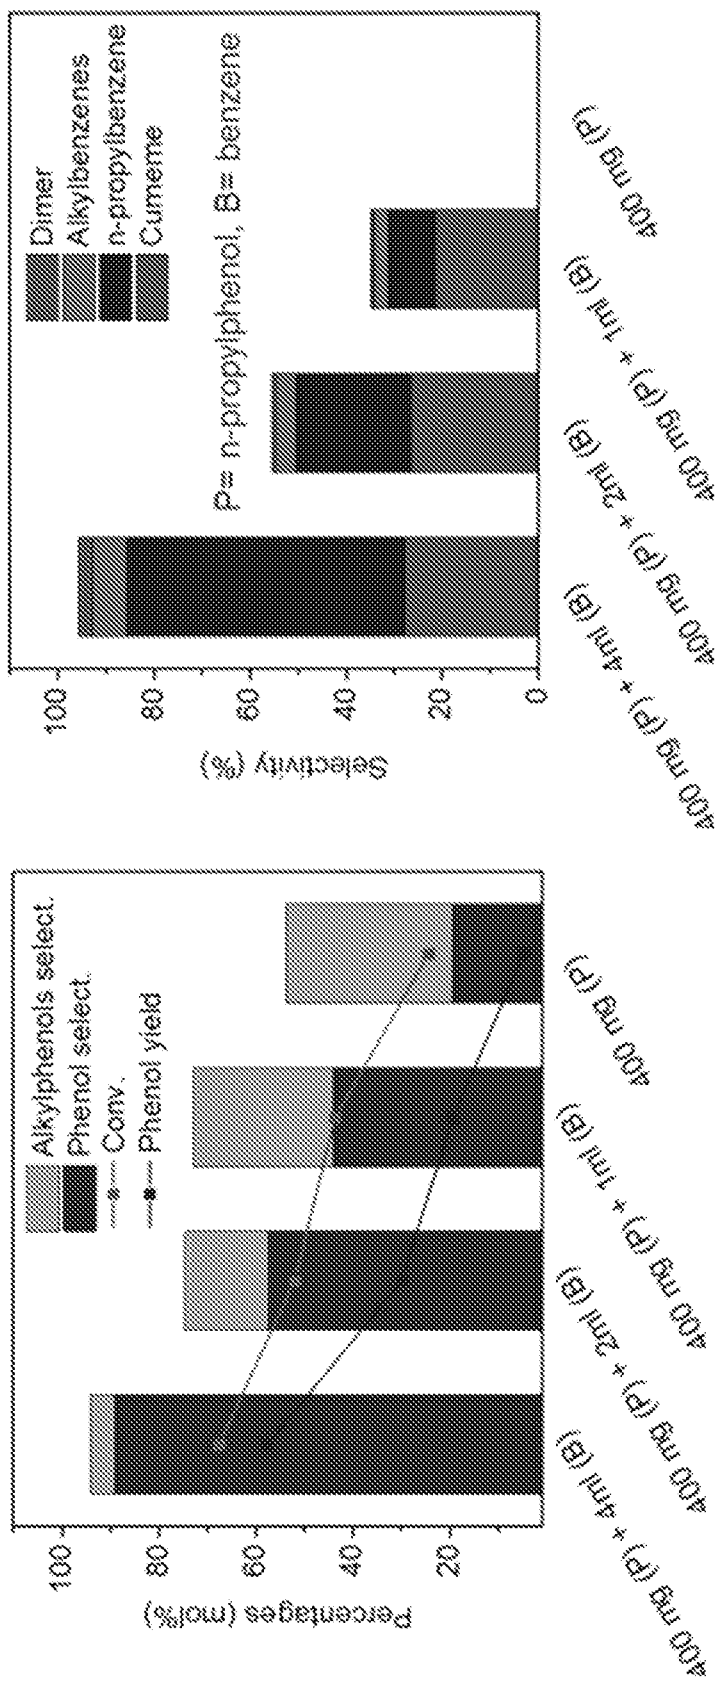 Percentages (mol%)
100
80
60
40
20
Alkylphenols select.
Phenol select.
Conv.
Phenol yield
400 mg (P) + 4ml (B)
400 mg (P) + 2ml (B)
400 mg (P) + 1ml (B)
400 mg (P)
Selectivity (%)
100
80
60
40
20
0
Dimer
Alkylbenzenes
n-propylbenzene
Cumeme
P= n-propylphenol, B= benzene
400 mg (P) + 4ml (B)
400 mg (P) + 2ml (B)
400 mg (P) + 1ml (B)
400 mg (P)